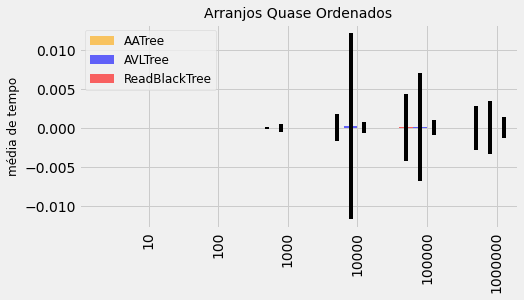 Arranjos Quase Ordenados
AATree
AVLTree
ReadBlackTree
média de tempo
0.010
0.005
0.000
−0.005
−0.010
10
100
1000
10000
100000
1000000